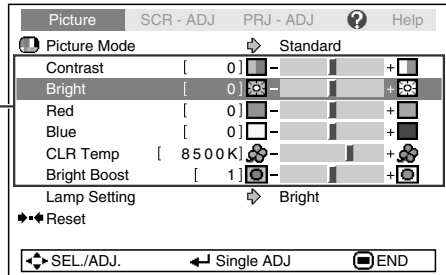 Picture SCR - ADJ PRJ - ADJ ? Help
Picture Mode Standard
Contrast [ 0] - +
Bright [ 0] - +
Red [ 0] - +
Blue [ 0] - +
CLR Temp [ 8500K] - +
Bright Boost [ 1] - +
Lamp Setting Bright
Reset
SEL./ADJ. Single ADJ END